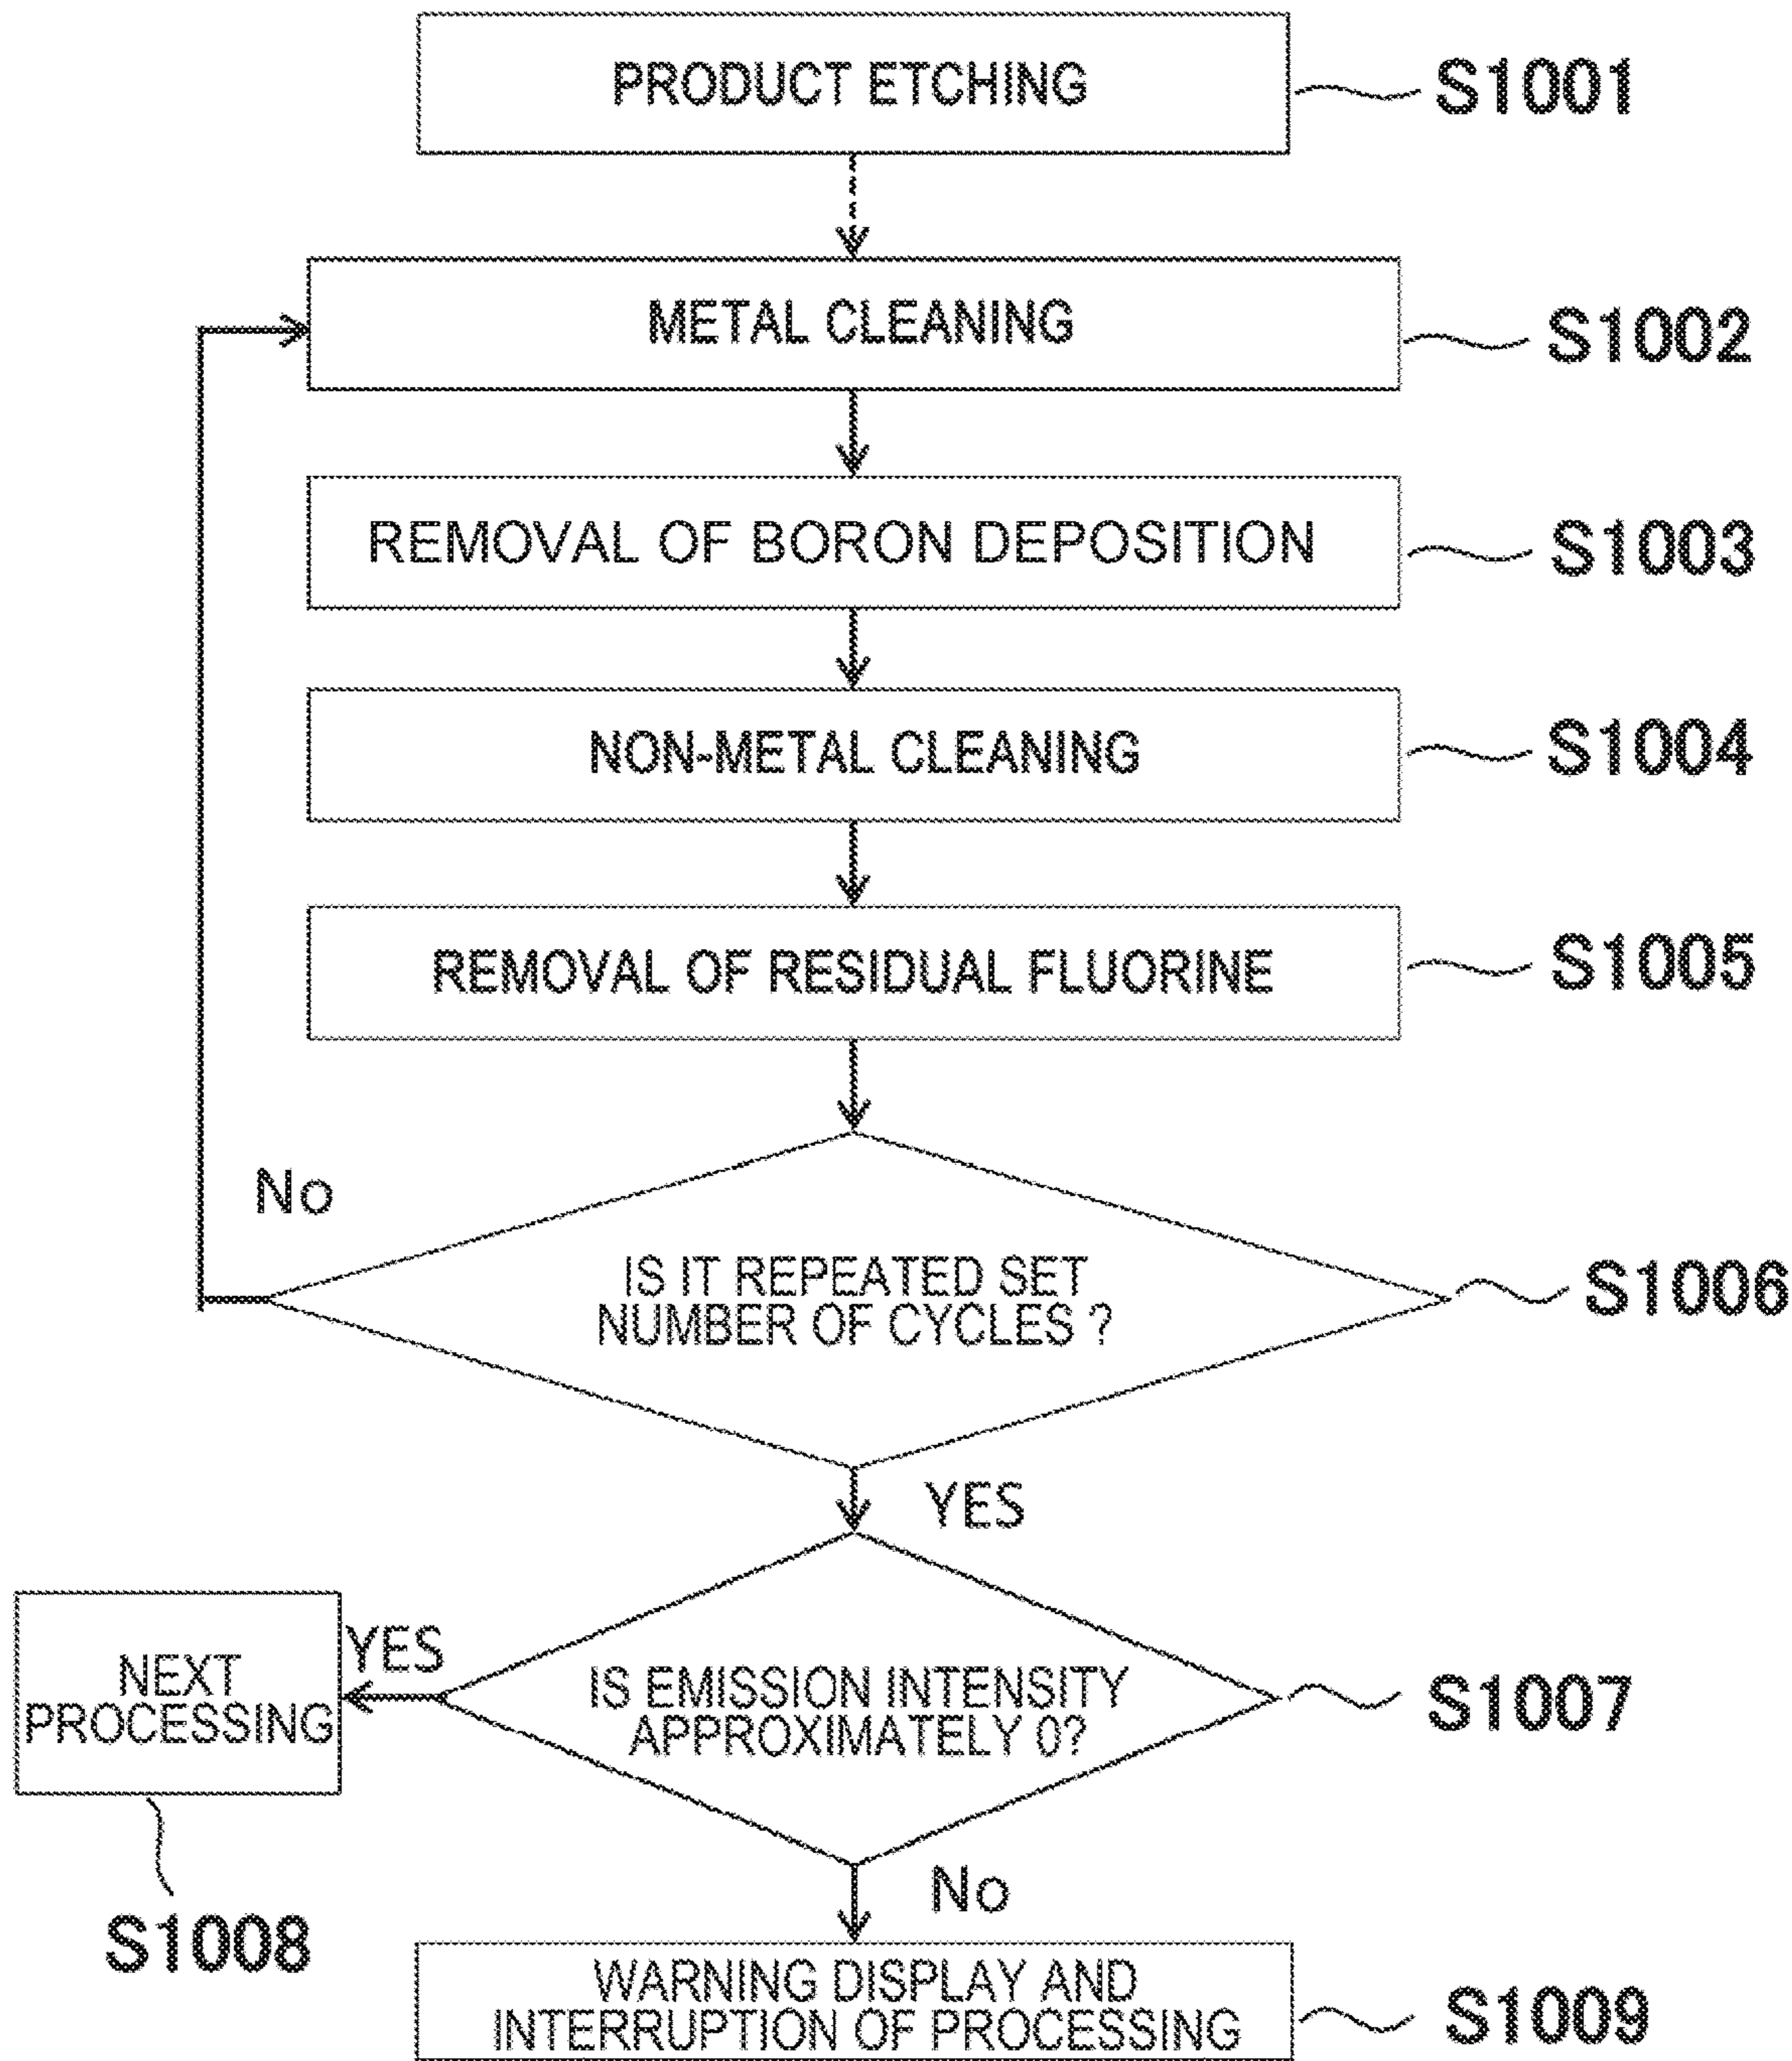 PRODUCT ETCHING
S1001
METAL CLEANING
S1002
REMOVAL OF BORON DEPOSITION
S1003
NON-METAL CLEANING
S1004
REMOVAL OF RESIDUAL FLUORINE
S1005
No
IS IT REPEATED SET
NUMBER OF CYCLES ?
S1006
YES
NEXT
PROCESSING
YES
IS EMISSION INTENSITY
APPROXIMATELY 0?
S1007
S1008
No
WARNING DISPLAY AND
INTERRUPTION OF PROCESSING
S1009